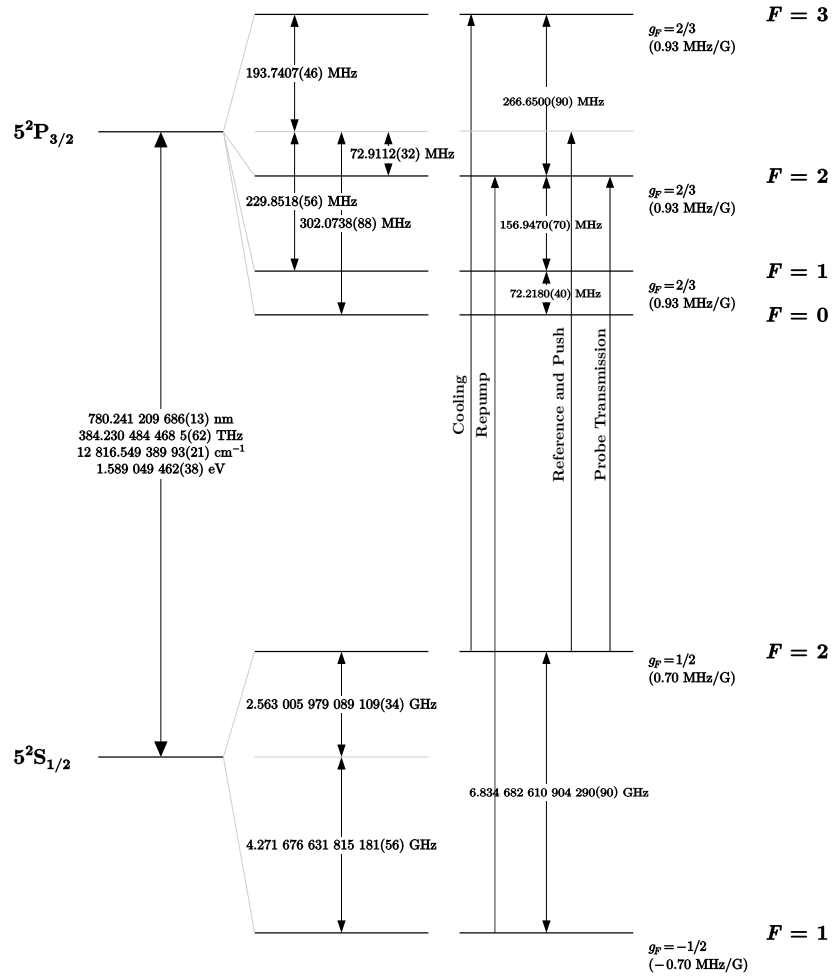 F = 3
g_F = 2/3
(0.93 MHz/G)
193.7407(46) MHz
266.6500(90) MHz
5²P₃/₂
72.9112(32) MHz
F = 2
g_F = 2/3
(0.93 MHz/G)
229.8518(56) MHz
302.0738(88) MHz
156.9470(70) MHz
F = 1
g_F = 2/3
(0.93 MHz/G)
72.2180(40) MHz
F = 0
Cooling
Repump
Reference and Push
Probe Transmission
780.241 209 686(13) nm
384.230 484 468 5(62) THz
12 816.549 389 93(21) cm⁻¹
1.589 049 462(38) eV
F = 2
g_F = 1/2
(0.70 MHz/G)
2.563 005 979 089 109(34) GHz
5²S₁/₂
6.834 682 610 904 290(90) GHz
4.271 676 631 815 181(56) GHz
F = 1
g_F = −1/2
(−0.70 MHz/G)